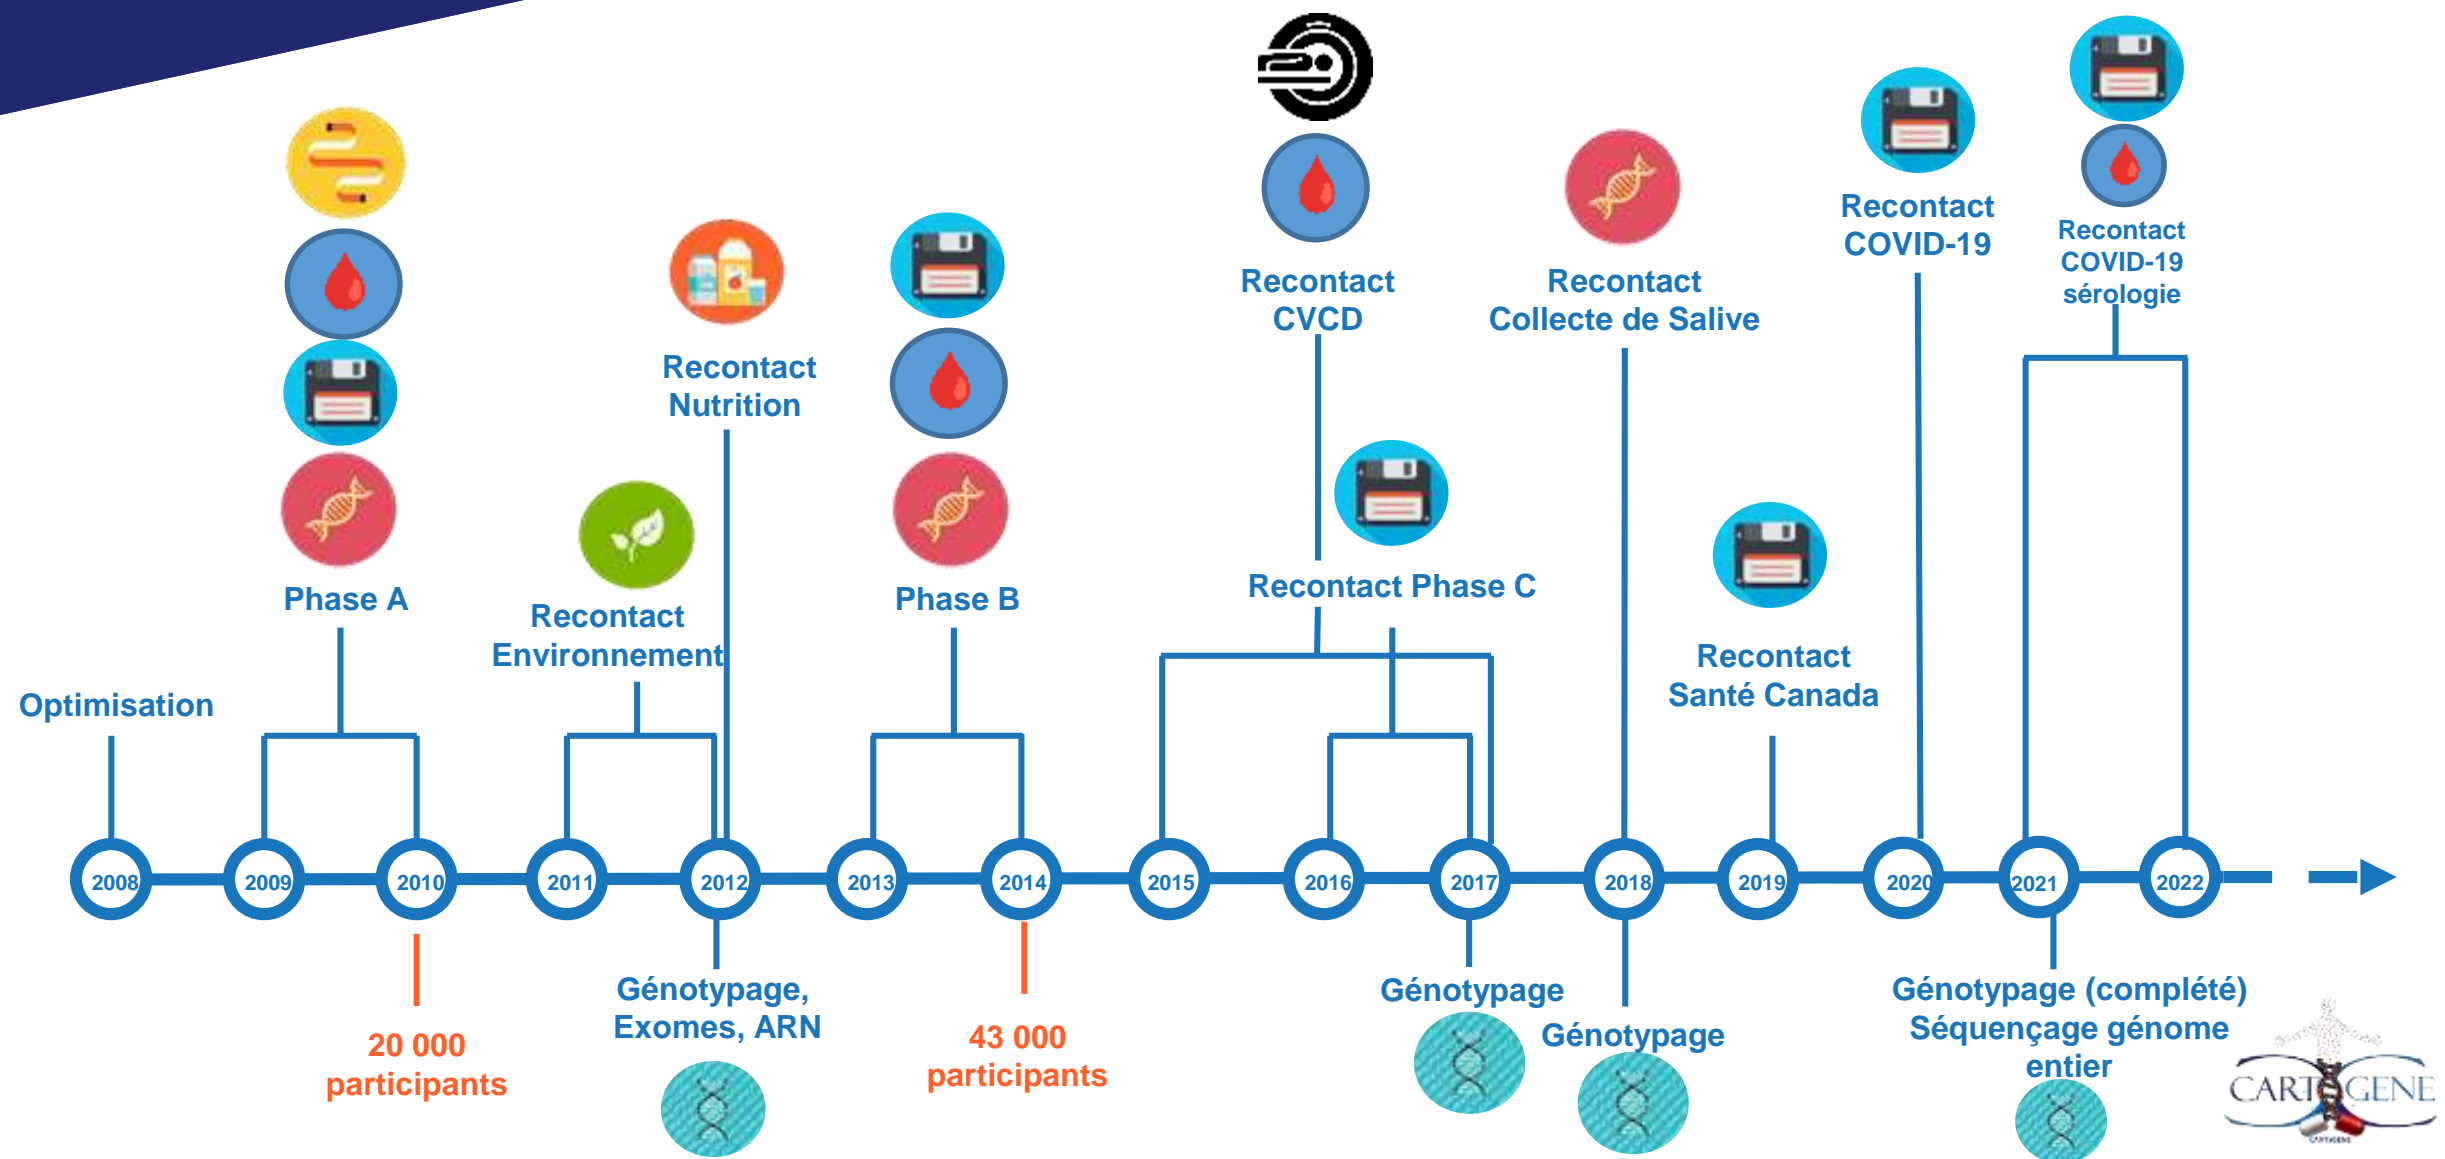 Recontact
COVID-19
Recontact
COVID-19
sérologie
Recontact
CVCD
Recontact
Collecte de Salive
Recontact
Nutrition
Recontact Phase C
Phase A
Recontact
Environnement
Phase B
Recontact
Santé Canada
Optimisation
2008
2009
2010
2011
2012
2013
2014
2015
2016
2017
2018
2019
2020
2021
2022
20 000
participants
Génotypage,
Exomes, ARN
43 000
participants
Génotypage
Génotypage
Génotypage (complété)
Séquençage génome
entier
CARTAGENE
CARTAGENE